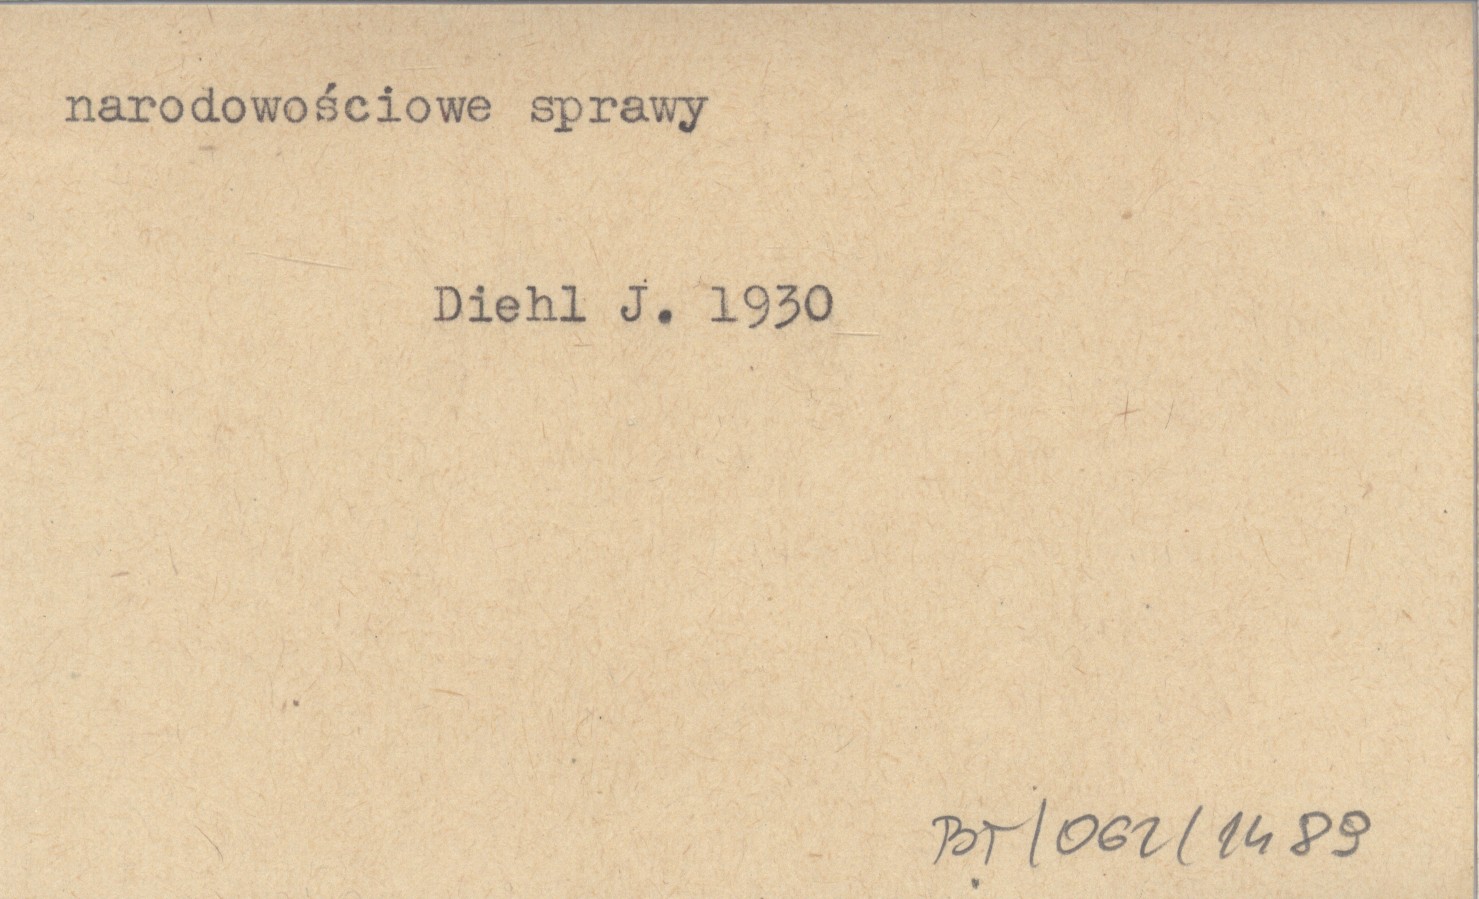 narodowościowe sprawy
Diehl J. 1930
BT/062/1489